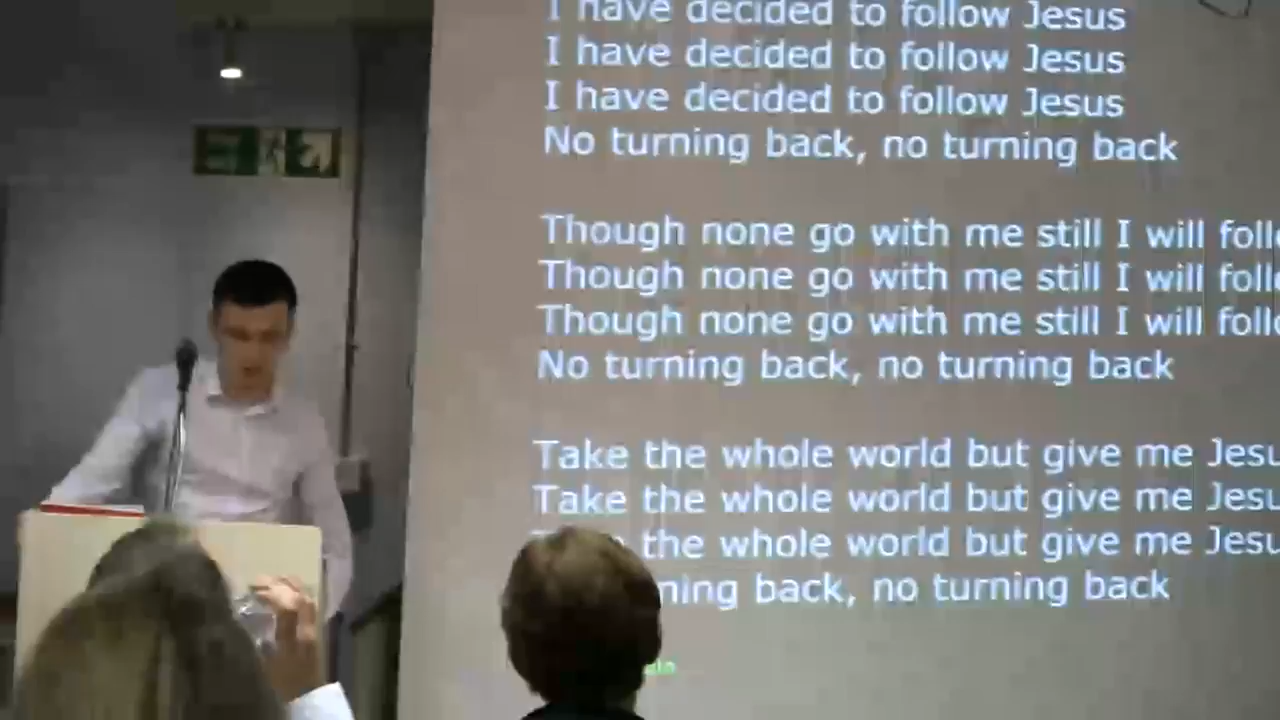 I have decided to follow Jesus
I have decided to follow Jesus
I have decided to follow Jesus
No turning back, no turning back
Though none go with me still I will
Though none go with me still I will
Though none go with me still I will
No turning back, no turning back
Take the whole world but give me
Take the whole world but give me
the whole world but give me
back, no turning back